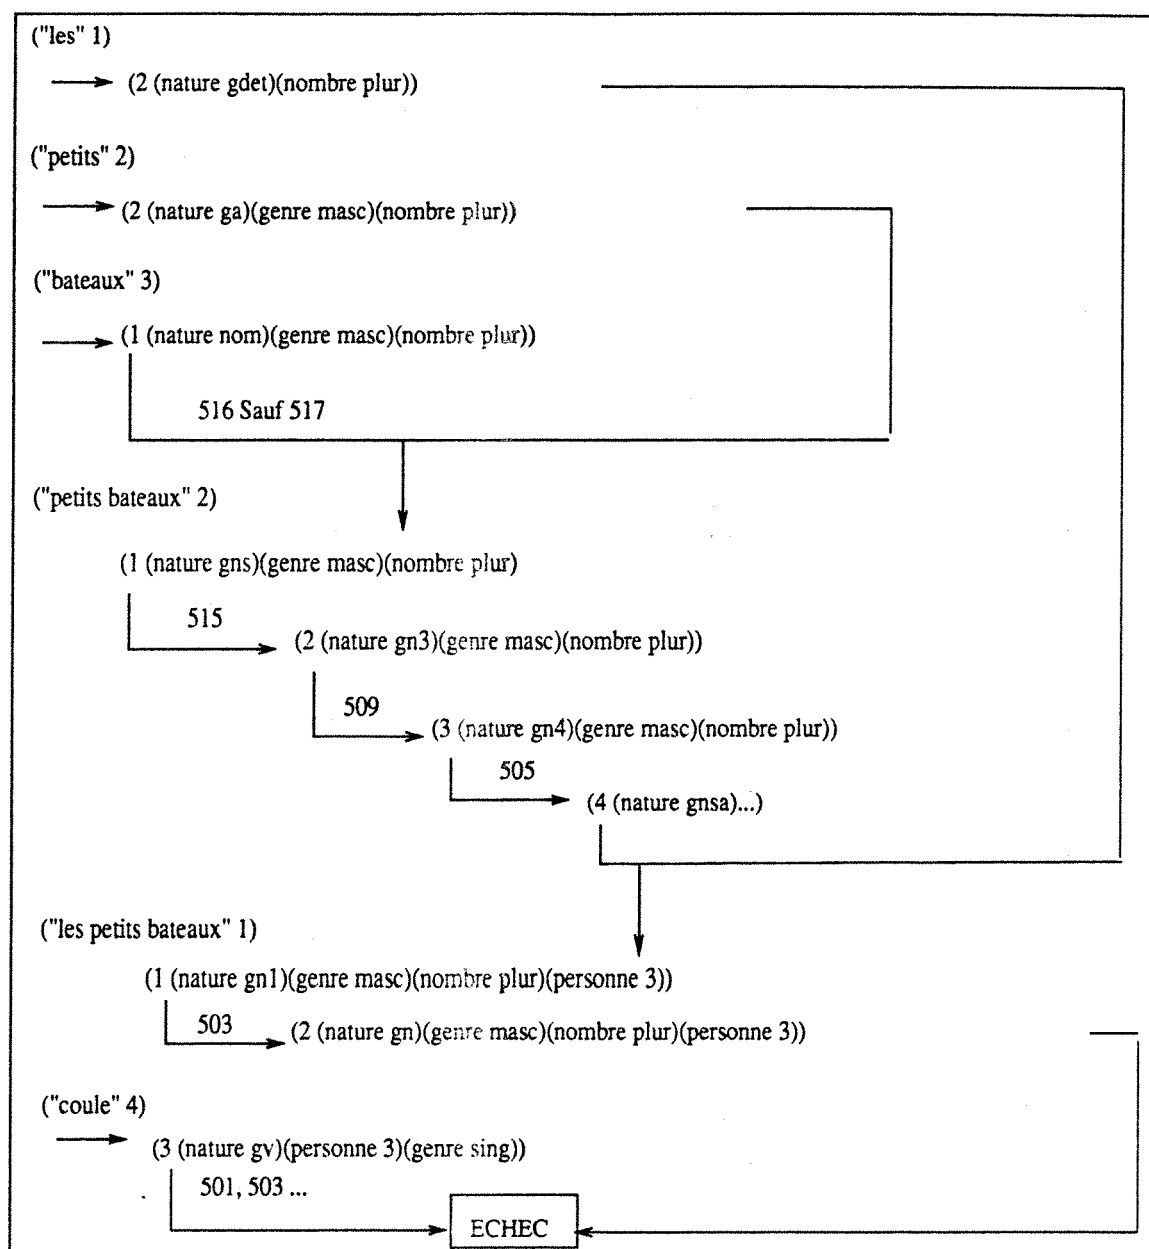 ("les" 1)
(2 (nature gdet)(nombre plur))
("petits" 2)
(2 (nature ga)(genre masc)(nombre plur))
("bateaux" 3)
(1 (nature nom)(genre masc)(nombre plur))
516 Sauf 517
("petits bateaux" 2)
(1 (nature gns)(genre masc)(nombre plur)
515
(2 (nature gn3)(genre masc)(nombre plur))
509
(3 (nature gn4)(genre masc)(nombre plur))
505
(4 (nature gnsa)...)
("les petits bateaux" 1)
(1 (nature gn1)(genre masc)(nombre plur)(personne 3))
503
(2 (nature gn)(genre masc)(nombre plur)(personne 3))
("coule" 4)
(3 (nature gv)(personne 3)(genre sing))
501, 503 ...
ECHEC